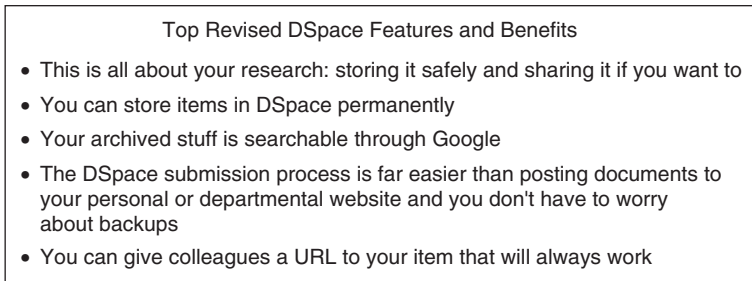 Top Revised DSpace Features and Benefits
• This is all about your research: storing it safely and sharing it if you want to
• You can store items in DSpace permanently
• Your archived stuff is searchable through Google
• The DSpace submission process is far easier than posting documents to
your personal or departmental website and you don't have to worry
about backups
• You can give colleagues a URL to your item that will always work